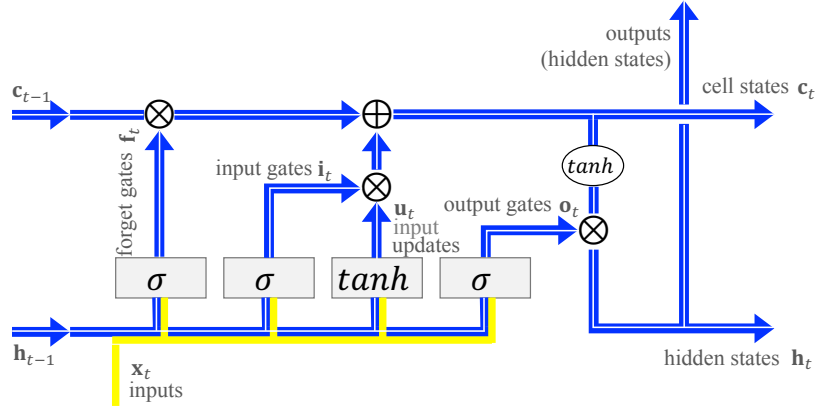 outputs
(hidden states)
cell states c_t
c_{t−1}
⊗
⊕
forget gates f_t
input gates i_t
⊗
tanh
u_t
input
updates
output gates o_t
⊗
σ
σ
tanh
σ
h_{t−1}
x_t
inputs
hidden states h_t